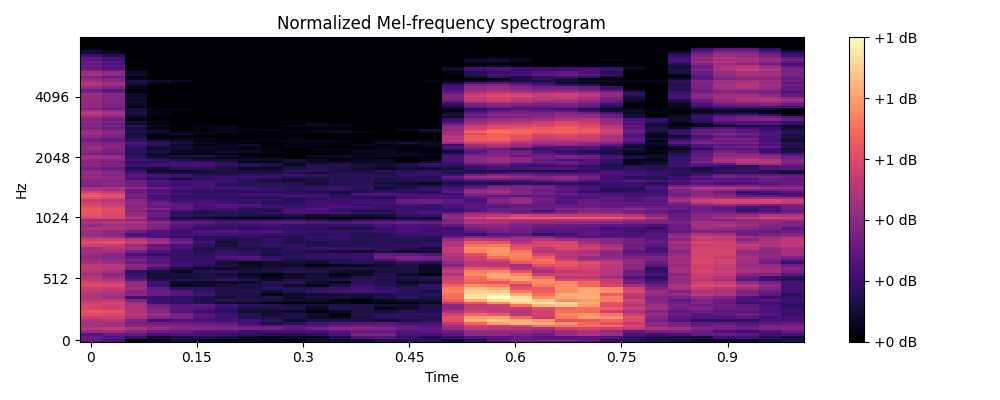 Normalized Mel-frequency spectrogram
Hz
4096
2048
1024
512
0
0 0.15 0.3 0.45 0.6 0.75 0.9
Time
+1 dB
+1 dB
+1 dB
+0 dB
+0 dB
+0 dB